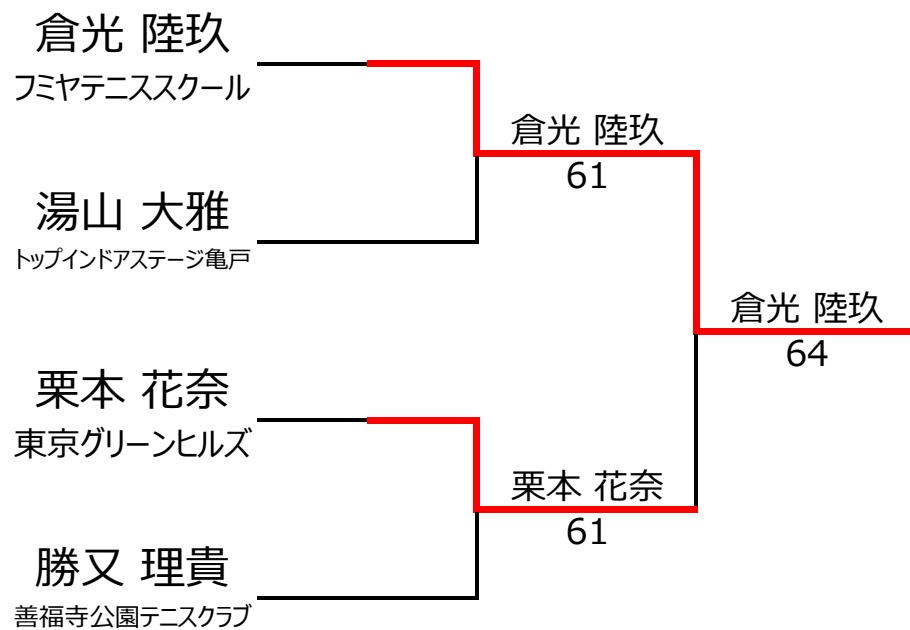 倉光 陸玖
フミヤテニススクール
倉光 陸玖
61
湯山 大雅
トップインドアステージ亀戸
倉光 陸玖
64
栗本 花奈
東京グリーンヒルズ
栗本 花奈
61
勝又 理貴
善福寺公園テニスクラブ